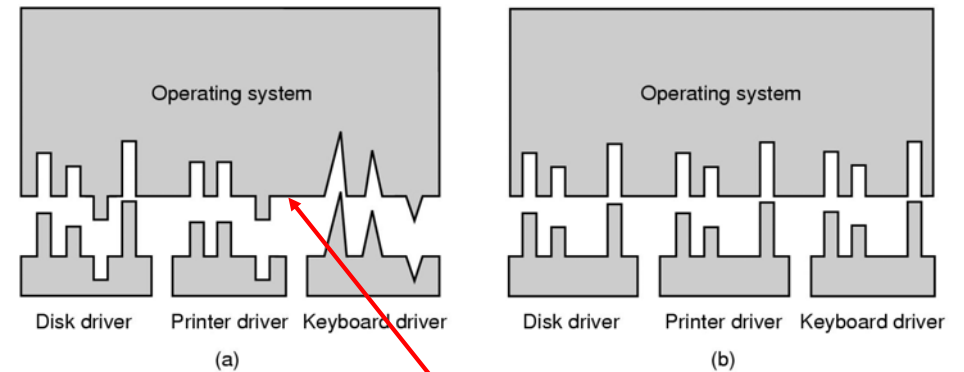 Operating system
Operating system
Disk driver
Printer driver
Keyboard driver
Disk driver
Printer driver
Keyboard driver
(a)
(b)